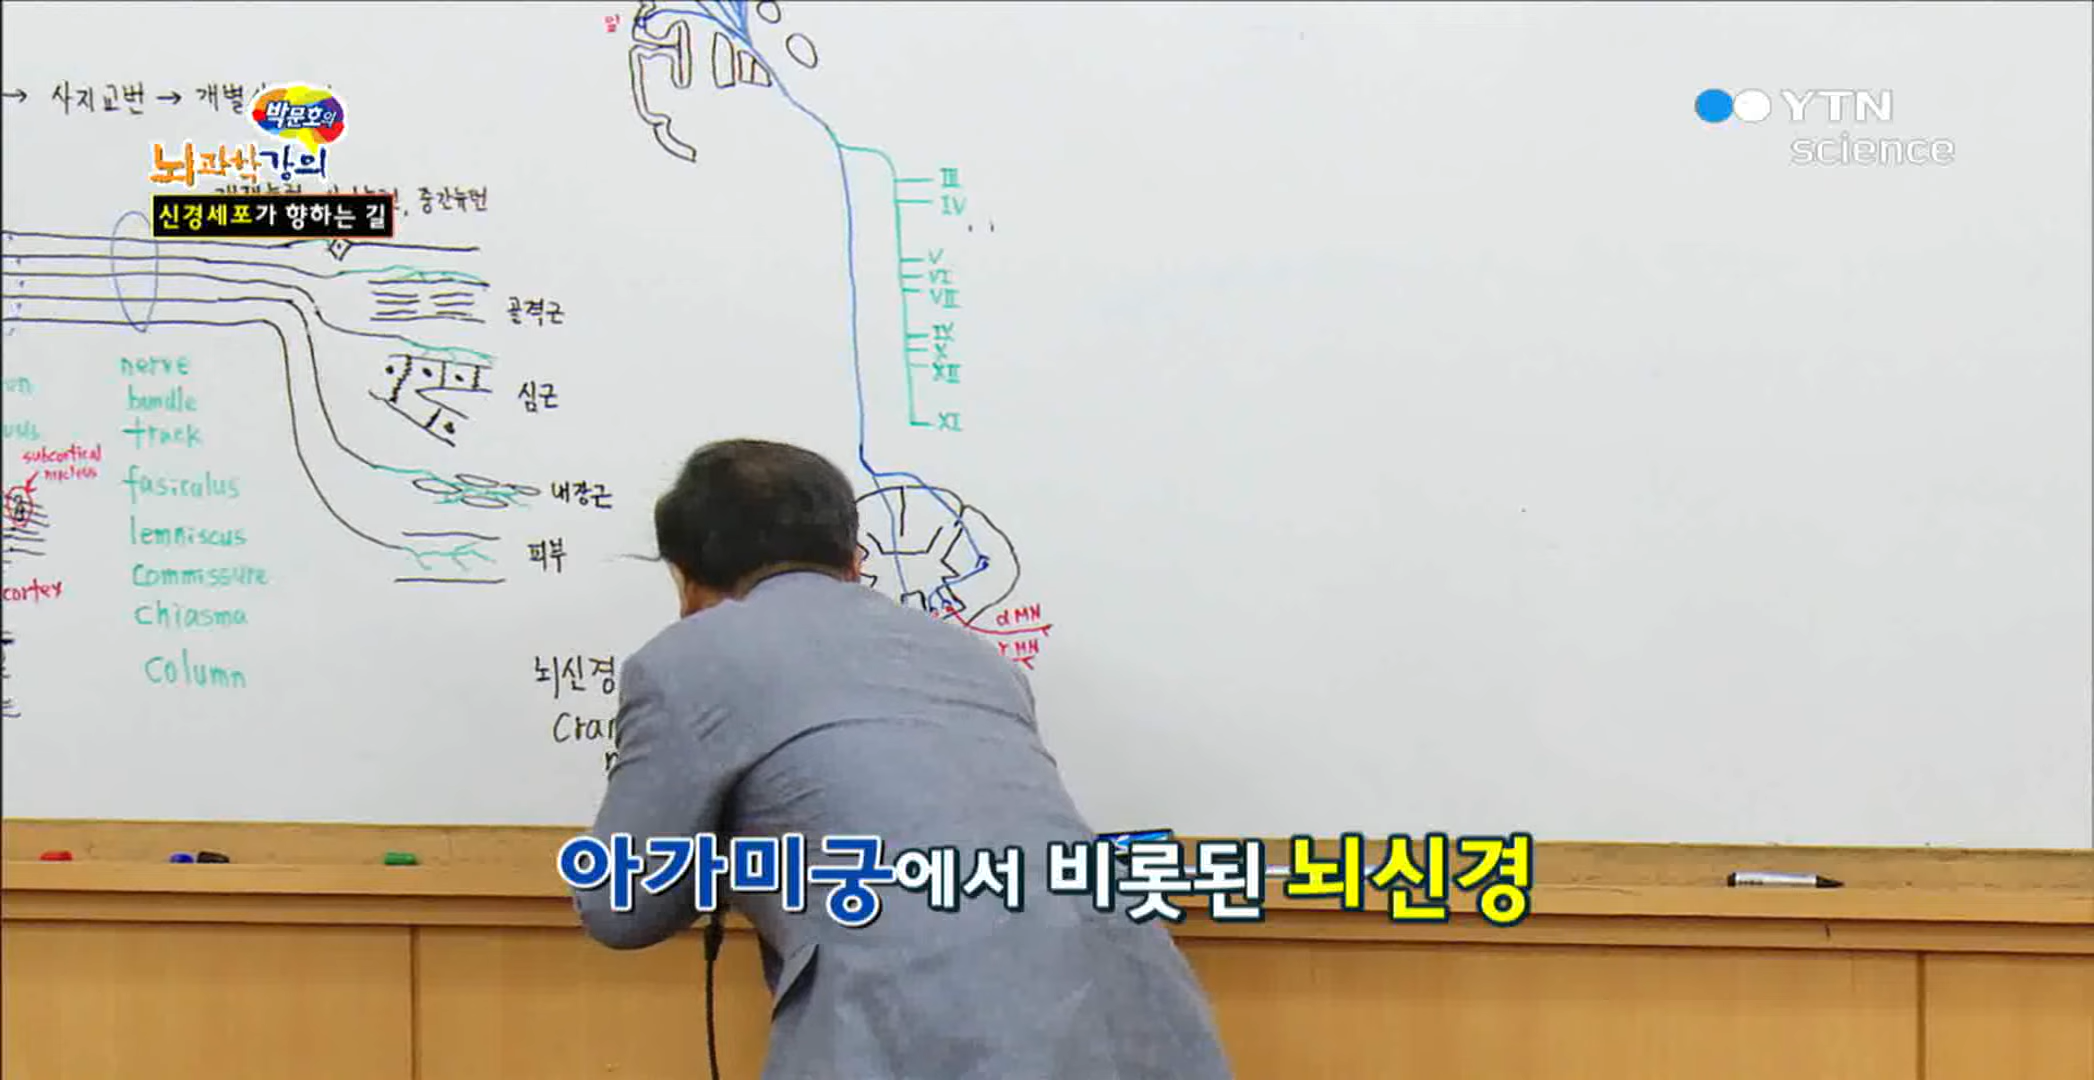 → 사지교번 → 개별
박문호의
뇌과학강의
신경세포가 향하는 길
, 중간뉴런
YTN
science
III
IV
V
VI
VII
IX
X
XII
XI
골격근
심근
내장근
피부
nerve
bundle
track
fasiculus
lemniscus
commissure
chiasma
column
subcortical
nucleus
cortex
α MN
γ MN
뇌신경
Cran
아가미궁에서 비롯된 뇌신경